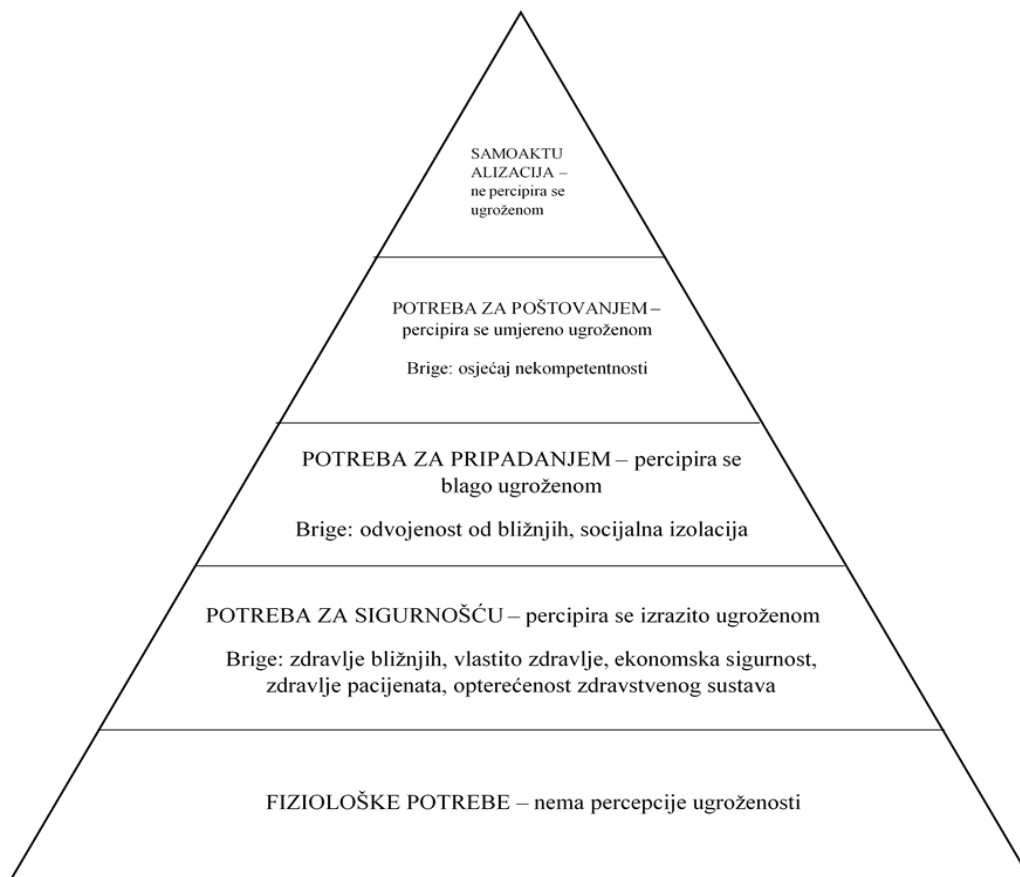 SAMOAKTU
ALIZACIJA –
ne percipira se
ugroženom
POTREBA ZA POŠTOVANJEM –
percipira se umjereno ugroženom
Brige: osjećaj nekompetentnosti
POTREBA ZA PRIPADANJEM – percipira se
blago ugroženom
Brige: odvojenost od bližnjih, socijalna izolacija
POTREBA ZA SIGURNOŠĆU – percipira se izrazito ugroženom
Brige: zdravlje bližnjih, vlastito zdravlje, ekonomska sigurnost,
zdravlje pacijenata, opterećenost zdravstvenog sustava
FIZIOLOŠKE POTREBE – nema percepcije ugroženosti